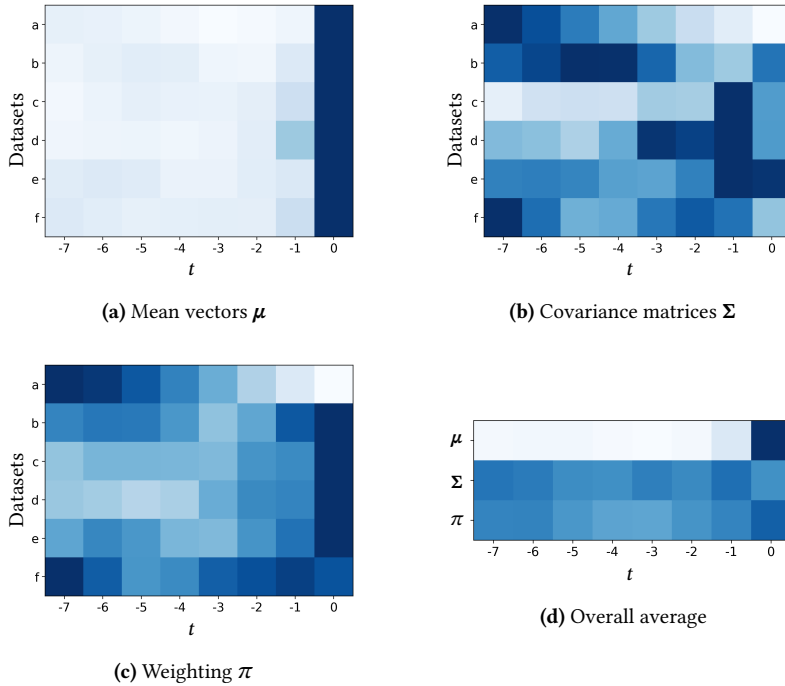 Datasets
a
b
c
d
e
f
-7 -6 -5 -4 -3 -2 -1 0
t
(a) Mean vectors μ
Datasets
a
b
c
d
e
f
-7 -6 -5 -4 -3 -2 -1 0
t
(b) Covariance matrices Σ
Datasets
a
b
c
d
e
f
-7 -6 -5 -4 -3 -2 -1 0
t
(c) Weighting π
μ
Σ
π
-7 -6 -5 -4 -3 -2 -1 0
t
(d) Overall average